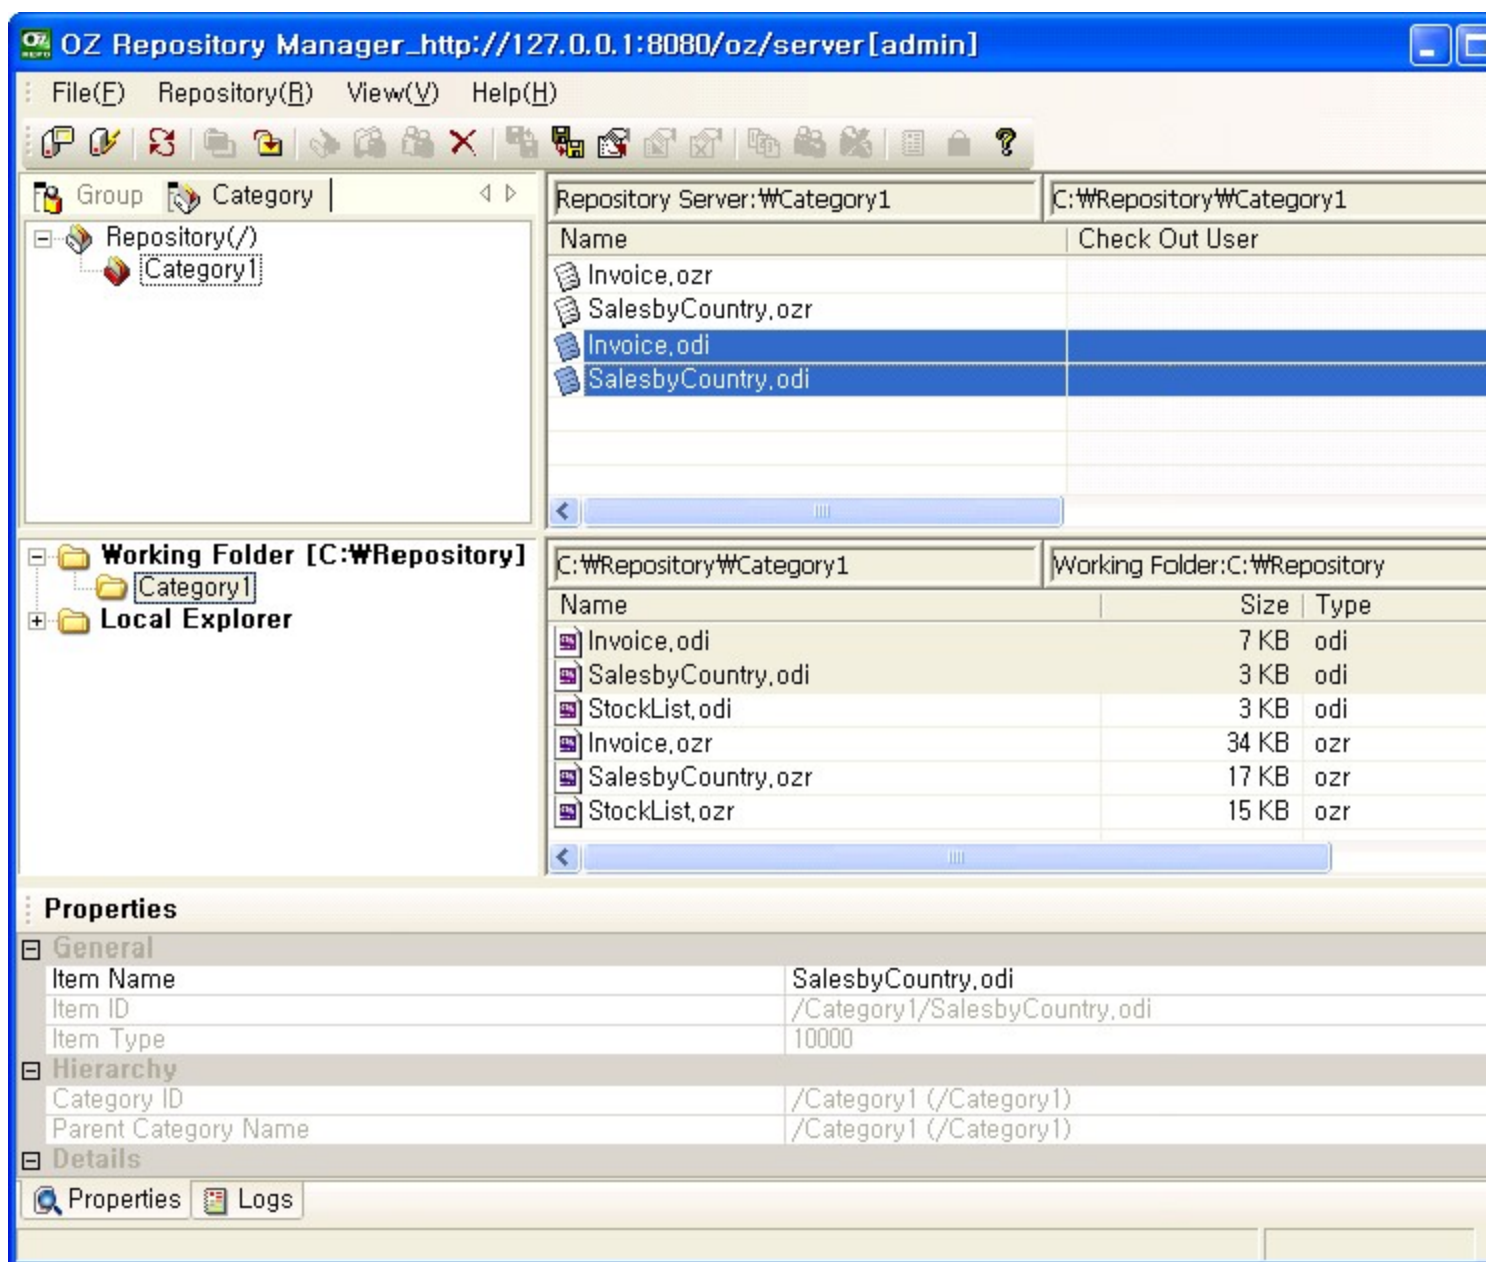 OZ Repository Manager_http://127.0.0.1:8080/oz/server[admin]
File(F) Repository(R) View(V) Help(H)
Group Category
Repository(/)
Category1
Repository Server:₩Category1 C:₩Repository₩Category1
Name Check Out User
Invoice.ozr
SalesbyCountry.ozr
Invoice.odi
SalesbyCountry.odi
Working Folder [C:₩Repository]
Category1
Local Explorer
C:₩Repository₩Category1 Working Folder:C:₩Repository
Name Size Type
Invoice.odi 7 KB odi
SalesbyCountry.odi 3 KB odi
StockList.odi 3 KB odi
Invoice.ozr 34 KB ozr
SalesbyCountry.ozr 17 KB ozr
StockList.ozr 15 KB ozr
Properties
General
Item Name SalesbyCountry.odi
Item ID /Category1/SalesbyCountry.odi
Item Type 10000
Hierarchy
Category ID /Category1 (/Category1)
Parent Category Name /Category1 (/Category1)
Details
Properties Logs